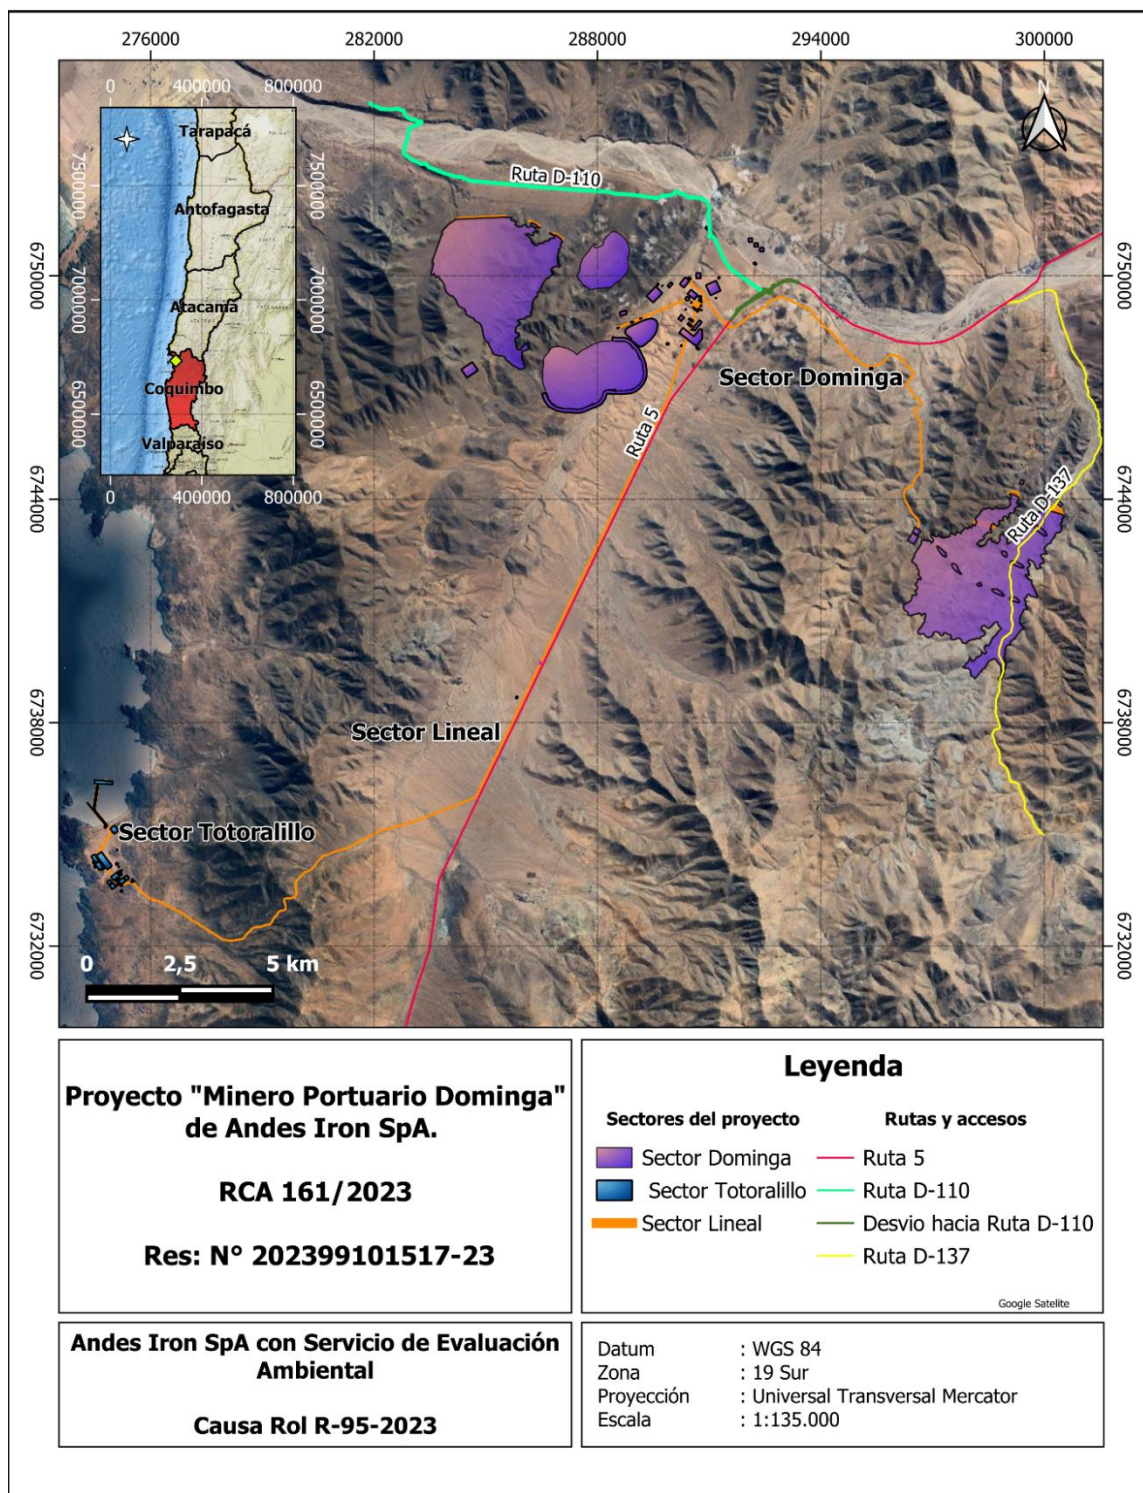 276000 282000 288000 294000 300000
0 400000 800000
N
Tarapacá
7500000 7500000
Ruta D-110
Antofagasta
6750000 7000000 Atacama 7000000 6750000
Sector Dominga
Coquimbo
6500000 6500000
Ruta 5
Valparaíso
0 400000 800000
6744000 Ruta D-137 6744000
6738000 Sector Lineal 6738000
Sector Totoralillo
6732000 6732000
0 2,5 5 km
Proyecto "Minero Portuario Dominga"
de Andes Iron SpA.
RCA 161/2023
Res: N° 202399101517-23
Leyenda
Sectores del proyecto
Sector Dominga
Sector Totoralillo
Sector Lineal
Rutas y accesos
Ruta 5
Ruta D-110
Desvio hacia Ruta D-110
Ruta D-137
Google Satelite
Andes Iron SpA con Servicio de Evaluación
Ambiental
Causa Rol R-95-2023
Datum : WGS 84
Zona : 19 Sur
Proyección : Universal Transversal Mercator
Escala : 1:135.000